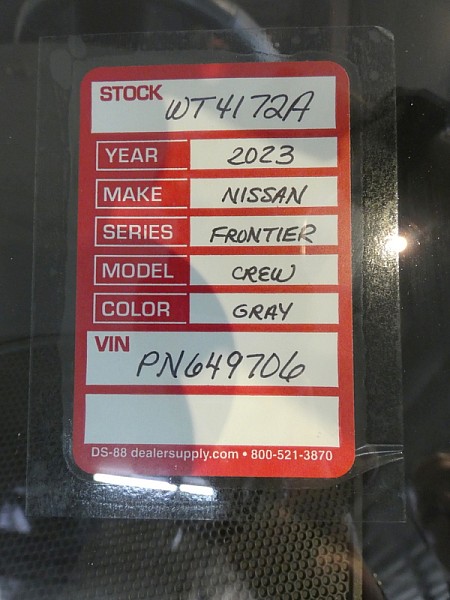 STOCK WT4172A
YEAR 2023
MAKE NISSAN
SERIES FRONTIER
MODEL CREW
COLOR GRAY
VIN PN649706
DS-88 dealersupply.com • 800-521-3870